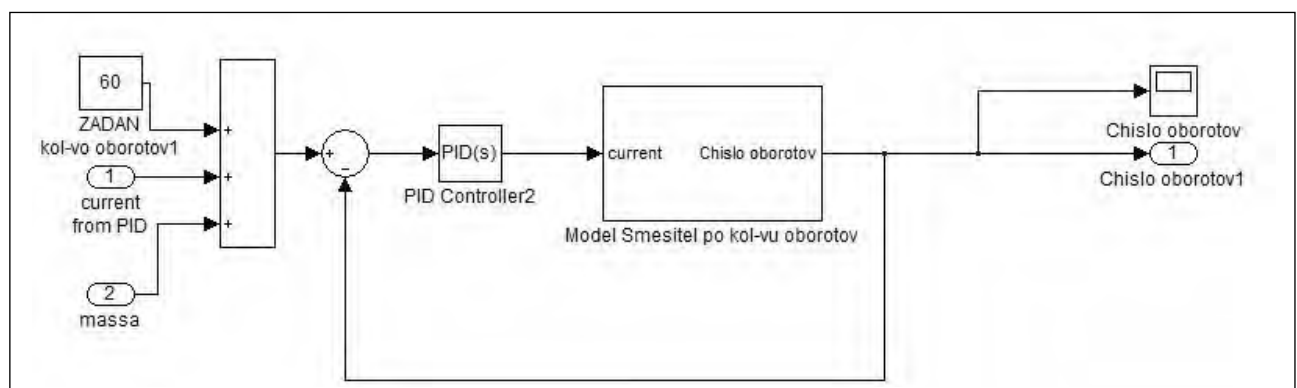 60
ZADAN
kol-vo oborotov1
1
current
from PID
2
massa
+
+
+
+
−
PID(s)
PID Controller2
current
Chislo oborotov
Model Smesitel po kol-vu oborotov
Chislo oborotov
1
Chislo oborotov1